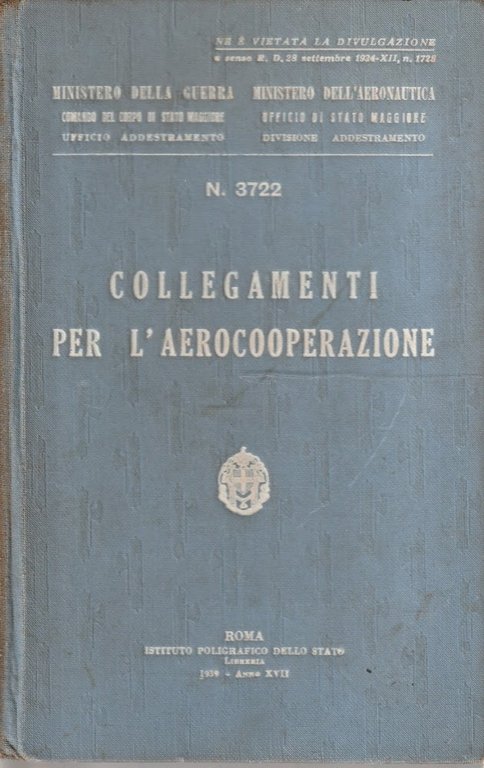 NE È VIETATA LA DIVULGAZIONE
a senso R. D. 28 settembre 1934-XII, n. 1728
MINISTERO DELLA GUERRA MINISTERO DELL'AERONAUTICA
COMANDO DEL CORPO DI STATO MAGGIORE UFFICIO DI STATO MAGGIORE
UFFICIO ADDESTRAMENTO DIVISIONE ADDESTRAMENTO
N. 3722
COLLEGAMENTI
PER L'AEROCOOPERAZIONE
ROMA
ISTITUTO POLIGRAFICO DELLO STATO
LIBRERIA
1939 - ANNO XVII